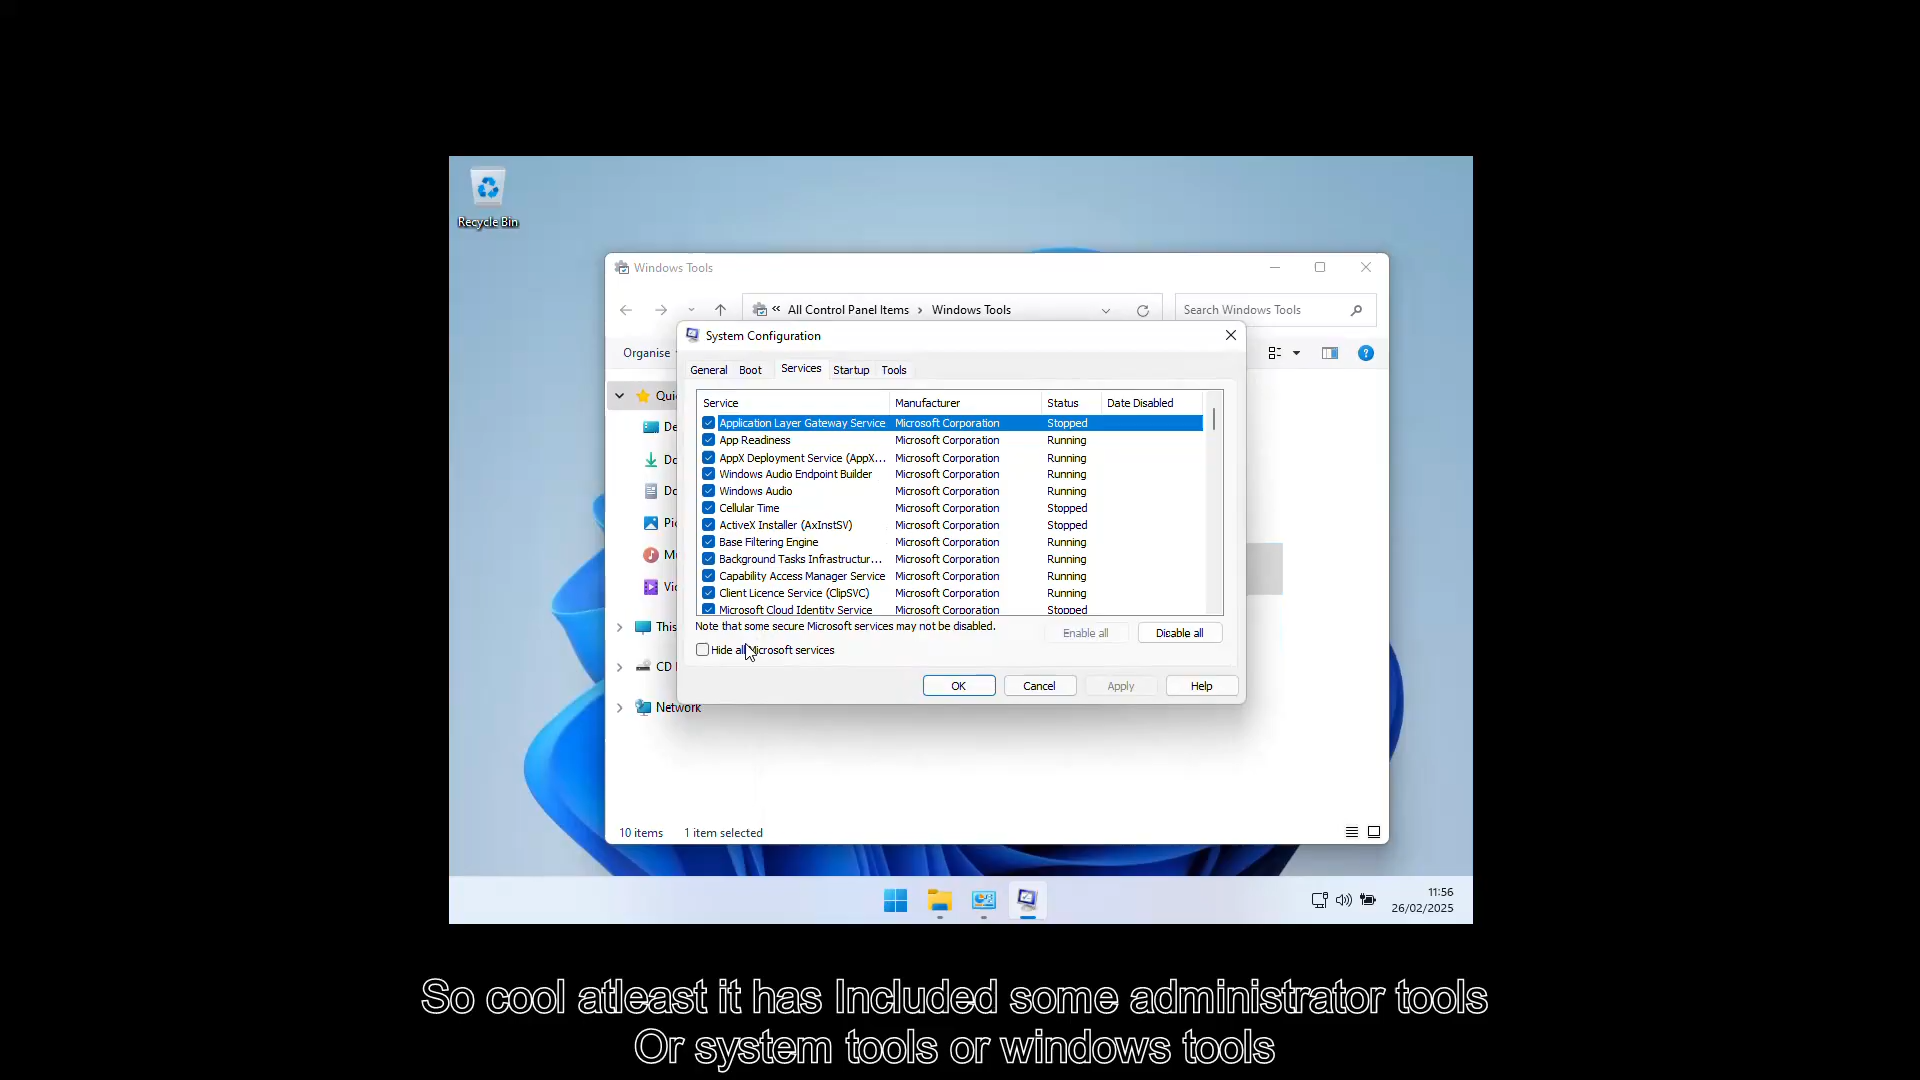 Recycle Bin
Windows Tools
« All Control Panel Items > Windows Tools
Search Windows Tools
System Configuration
Organise
General Boot Services Startup Tools
Service Manufacturer Status Date Disabled
Application Layer Gateway Service Microsoft Corporation Stopped
App Readiness Microsoft Corporation Running
AppX Deployment Service (AppX... Microsoft Corporation Running
Windows Audio Endpoint Builder Microsoft Corporation Running
Windows Audio Microsoft Corporation Running
Cellular Time Microsoft Corporation Stopped
ActiveX Installer (AxInstSV) Microsoft Corporation Stopped
Base Filtering Engine Microsoft Corporation Running
Background Tasks Infrastructur... Microsoft Corporation Running
Capability Access Manager Service Microsoft Corporation Running
Client Licence Service (ClipSVC) Microsoft Corporation Running
Microsoft Cloud Identity Service Microsoft Corporation Stopped
Note that some secure Microsoft services may not be disabled.
Enable all Disable all
Hide all Microsoft services
OK Cancel Apply Help
This
CD
Network
10 items 1 item selected
11:56
26/02/2025
So cool atleast it has Included some administrator tools
Or system tools or windows tools